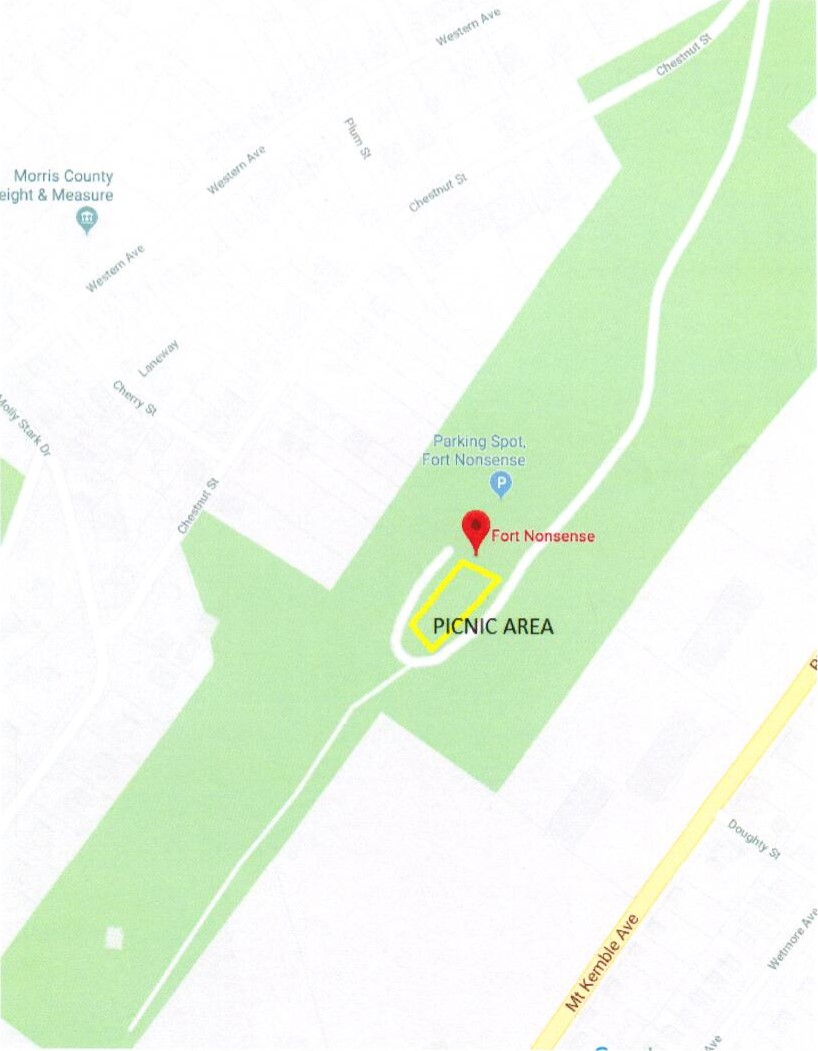 Western Ave
Chestnut St
Plum St
Western Ave
Morris County
eight & Measure
Chestnut St
Western Ave
Laneway
Cherry St
Molly Stark Dr
Parking Spot,
Fort Nonsense
P
Chestnut St
Fort Nonsense
PICNIC AREA
Doughty St
Mt Kemble Ave
Wetmore Ave
Ave